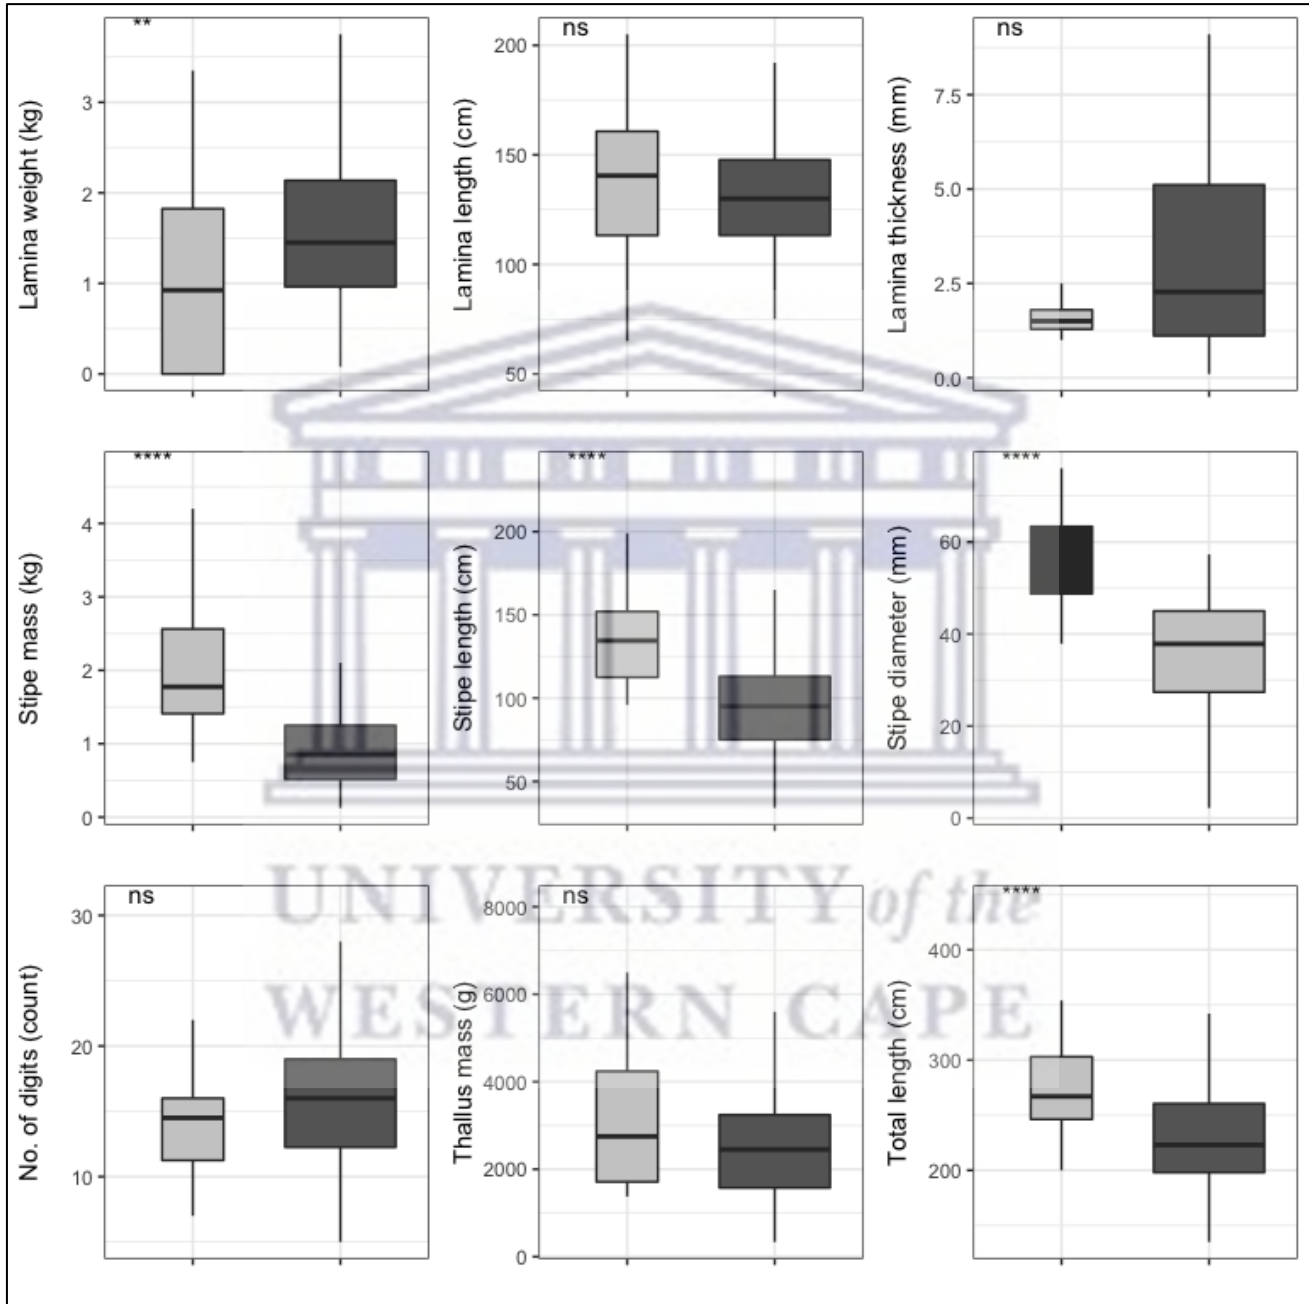 **
ns
ns
Lamina weight (kg)
3
2
1
0
Lamina length (cm)
200
150
100
50
Lamina thickness (mm)
7.5
5.0
2.5
0.0
****
****
****
Stipe mass (kg)
4
3
2
1
0
Stipe length (cm)
200
150
100
50
Stipe diameter (mm)
60
40
20
0
UNIVERSITY of the
WESTERN CAPE
ns
ns
****
No. of digits (count)
30
20
10
Thallus mass (g)
8000
6000
4000
2000
0
Total length (cm)
400
300
200